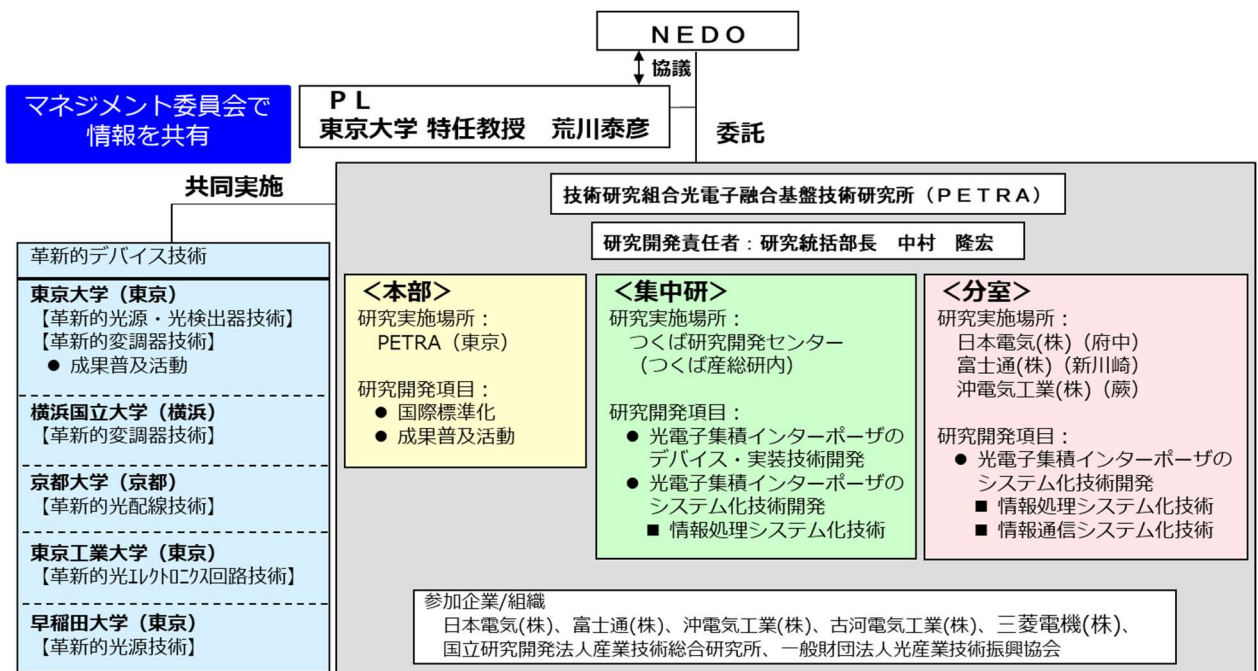 ＮＥＤＯ
協議
マネジメント委員会で
情報を共有
ＰＬ
東京大学 特任教授　荒川泰彦
委託
共同実施
技術研究組合光電子融合基盤技術研究所（ＰＥＴＲＡ）
研究開発責任者：研究統括部長　中村　隆宏
革新的デバイス技術
東京大学（東京）
【革新的光源・光検出器技術】
【革新的変調器技術】
● 成果普及活動
横浜国立大学（横浜）
【革新的変調器技術】
京都大学（京都）
【革新的光配線技術】
東京工業大学（東京）
【革新的光ｴﾚｸﾄﾛﾆｸｽ回路技術】
早稲田大学（東京）
【革新的光源技術】
＜本部＞
研究実施場所：
PETRA（東京）
研究開発項目：
● 国際標準化
● 成果普及活動
＜集中研＞
研究実施場所：
つくば研究開発センター
（つくば産総研内）
研究開発項目：
● 光電子集積インターポーザの
デバイス・実装技術開発
● 光電子集積インターポーザの
システム化技術開発
■ 情報処理システム化技術
＜分室＞
研究実施場所：
日本電気(株)（府中）
富士通(株)（新川崎）
沖電気工業(株)（蕨）
研究開発項目：
● 光電子集積インターポーザの
システム化技術開発
■ 情報処理システム化技術
■ 情報通信システム化技術
参加企業/組織
日本電気(株)、富士通(株)、沖電気工業(株)、古河電気工業(株)、三菱電機(株)、
国立研究開発法人産業技術総合研究所、一般財団法人光産業技術振興協会